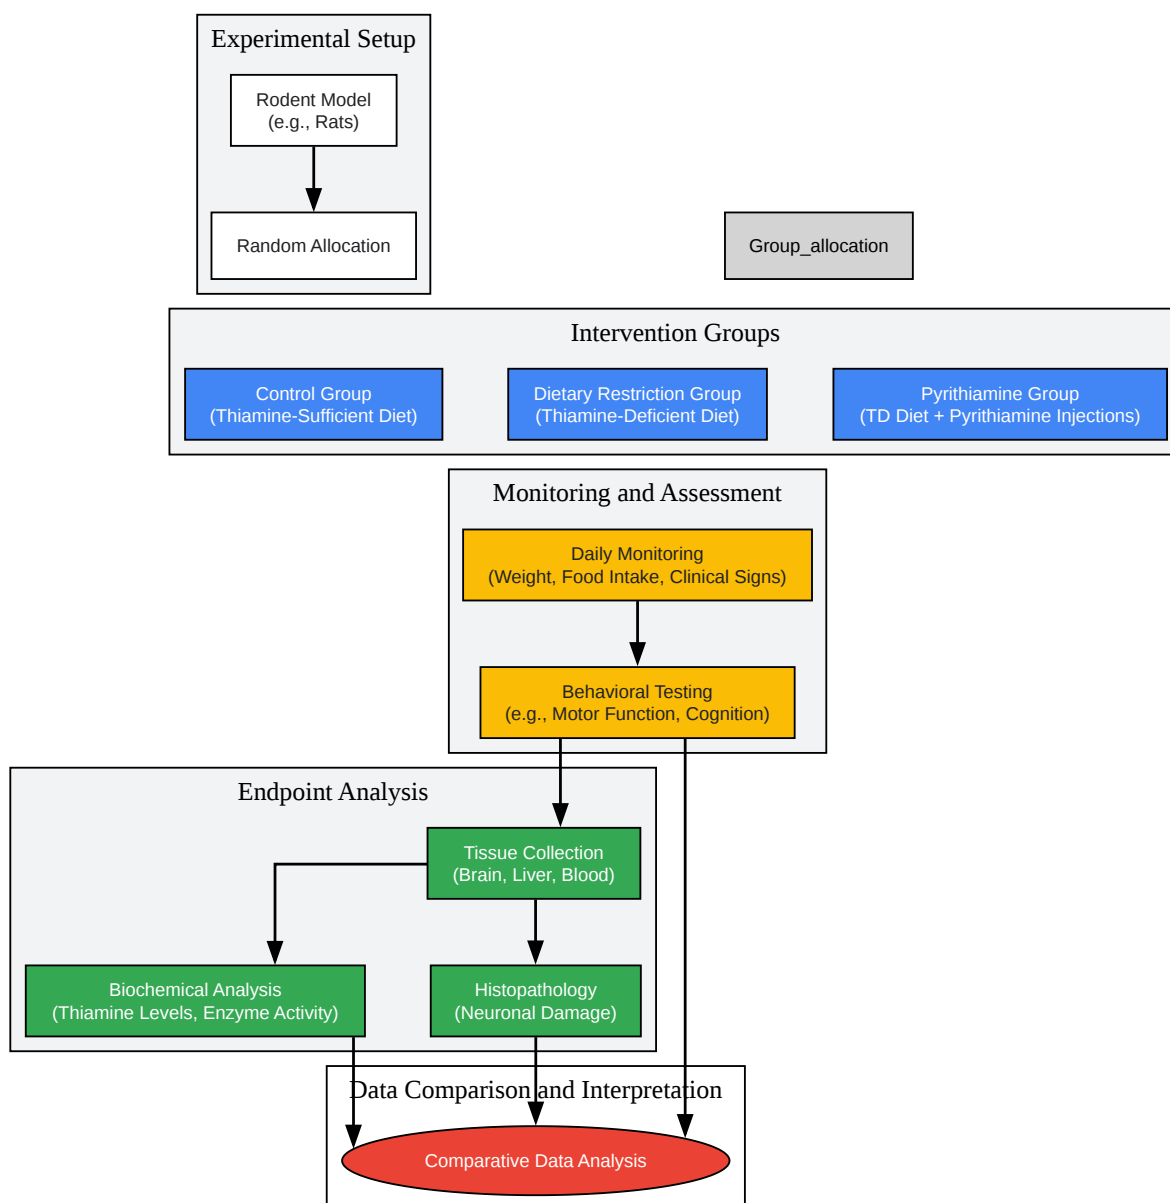 Experimental Setup
Rodent Model
(e.g., Rats)
Random Allocation
Group_allocation
Intervention Groups
Control Group
(Thiamine-Sufficient Diet)
Dietary Restriction Group
(Thiamine-Deficient Diet)
Pyrithiamine Group
(TD Diet + Pyrithiamine Injections)
Monitoring and Assessment
Daily Monitoring
(Weight, Food Intake, Clinical Signs)
Behavioral Testing
(e.g., Motor Function, Cognition)
Endpoint Analysis
Tissue Collection
(Brain, Liver, Blood)
Biochemical Analysis
(Thiamine Levels, Enzyme Activity)
Histopathology
(Neuronal Damage)
Data Comparison and Interpretation
Comparative Data Analysis